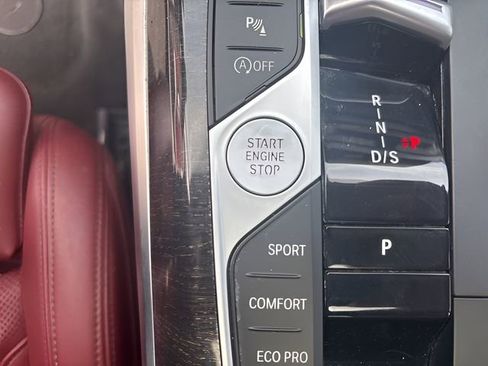 P
OFF
START
ENGINE
STOP
SPORT
COMFORT
ECO PRO
R
N
D/S
P
P